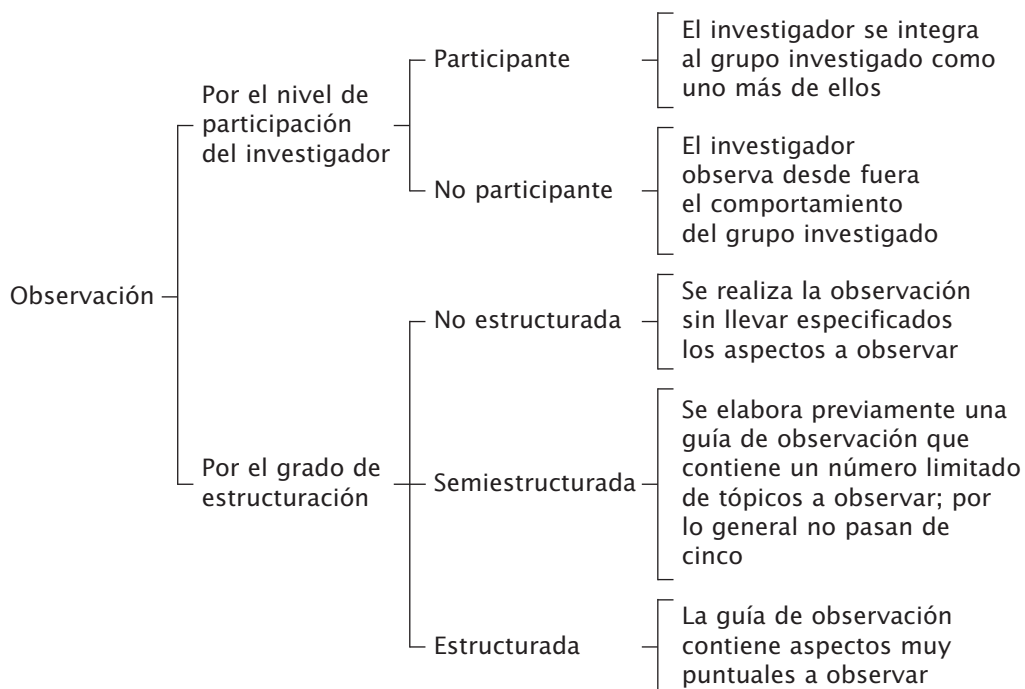 Observación
Por el nivel de
participación
del investigador
Participante
El investigador se integra
al grupo investigado como
uno más de ellos
No participante
El investigador
observa desde fuera
el comportamiento
del grupo investigado
Por el grado de
estructuración
No estructurada
Se realiza la observación
sin llevar especificados
los aspectos a observar
Semiestructurada
Se elabora previamente una
guía de observación que
contiene un número limitado
de tópicos a observar; por
lo general no pasan de
cinco
Estructurada
La guía de observación
contiene aspectos muy
puntuales a observar